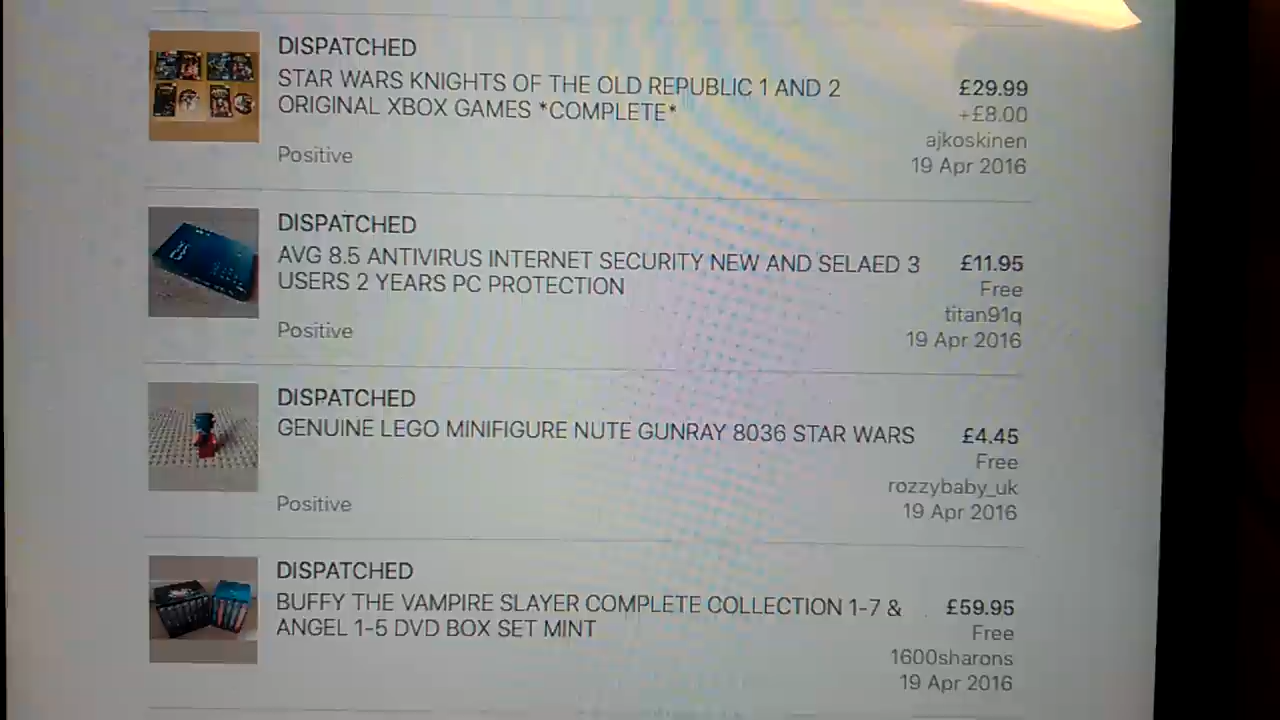 DISPATCHED
STAR WARS KNIGHTS OF THE OLD REPUBLIC 1 AND 2
ORIGINAL XBOX GAMES *COMPLETE*
Positive
£29.99
+£8.00
ajkoskinen
19 Apr 2016
DISPATCHED
AVG 8.5 ANTIVIRUS INTERNET SECURITY NEW AND SELAED 3
USERS 2 YEARS PC PROTECTION
Positive
£11.95
Free
titan91q
19 Apr 2016
DISPATCHED
GENUINE LEGO MINIFIGURE NUTE GUNRAY 8036 STAR WARS
Positive
£4.45
Free
rozzybaby_uk
19 Apr 2016
DISPATCHED
BUFFY THE VAMPIRE SLAYER COMPLETE COLLECTION 1-7 &
ANGEL 1-5 DVD BOX SET MINT
£59.95
Free
1600sharons
19 Apr 2016